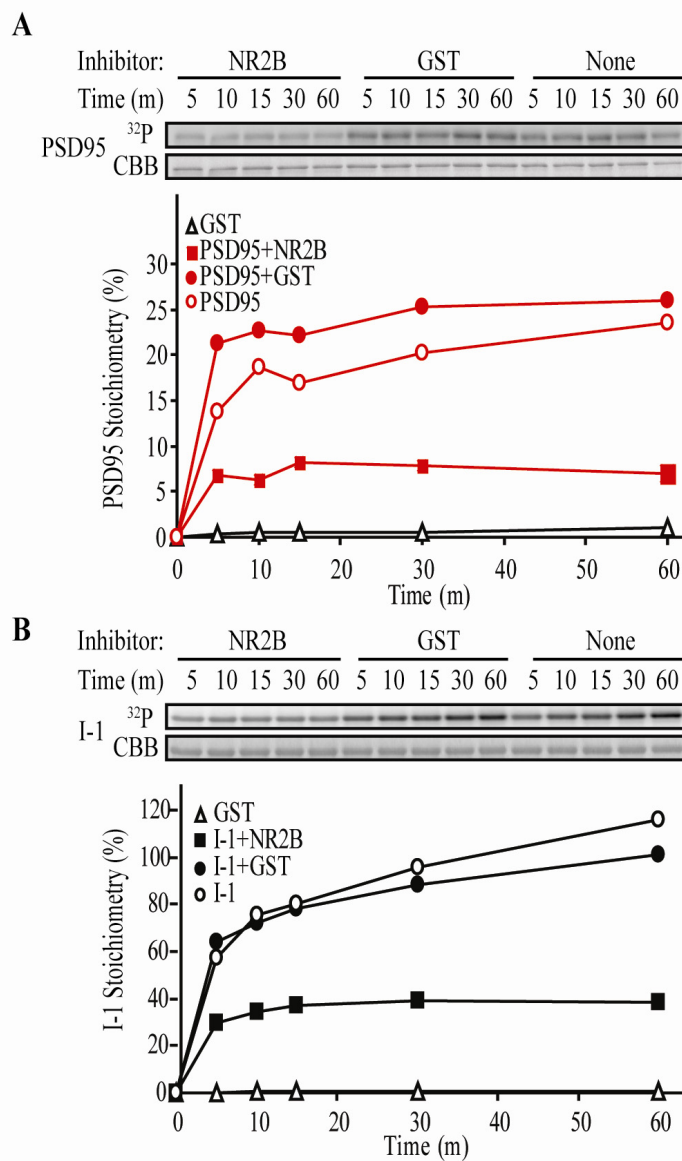 A
Inhibitor: NR2B GST None
Time (m) 5 10 15 30 60 5 10 15 30 60 5 10 15 30 60
PSD95
32P
CBB
GST
PSD95+NR2B
PSD95+GST
PSD95
PSD95 Stoichiometry (%)
30
25
20
15
10
5
0
0 10 20 30 40 50 60
Time (m)
B
Inhibitor: NR2B GST None
Time (m) 5 10 15 30 60 5 10 15 30 60 5 10 15 30 60
I-1
32P
CBB
GST
I-1+NR2B
I-1+GST
I-1
I-1 Stoichiometry (%)
120
100
80
60
40
20
0
0 10 20 30 40 50 60
Time (m)